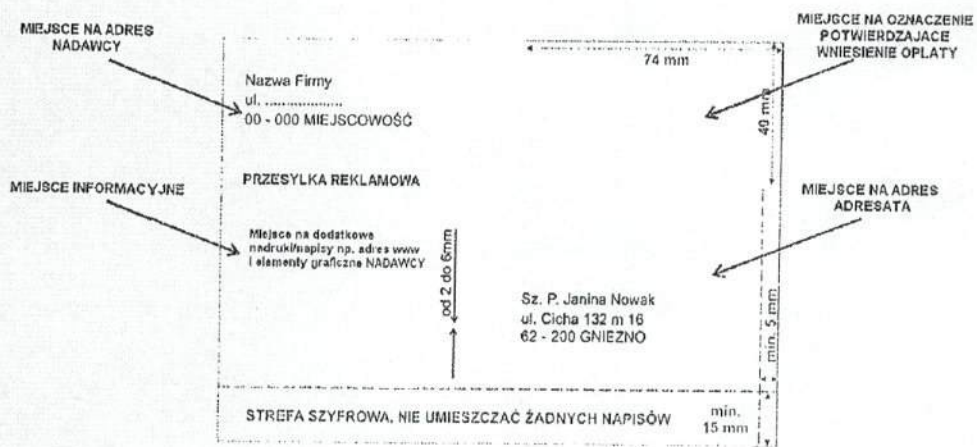 MIEJSCE NA ADRES
NADAWCY
MIEJSCE NA OZNACZENIE
POTWIERDZAJACE
WNIESIENIE OPLATY
74 mm
Nazwa Firmy
ul. ....................
00 - 000 MIEJSCOWOŚĆ
40 mm
MIEJSCE INFORMACYJNE
PRZESYLKA REKLAMOWA
MIEJSCE NA ADRES
ADRESATA
Miejsce na dodatkowe
nadruki/napisy np. adres www
i elementy graficzne NADAWCY
od 2 do 6mm
Sz. P. Janina Nowak
ul. Cicha 132 m 16
62 - 200 GNIEZNO
min. 5 mm
STREFA SZYFROWA, NIE UMIESZCZAĆ ŻADNYCH NAPISÓW
min.
15 mm